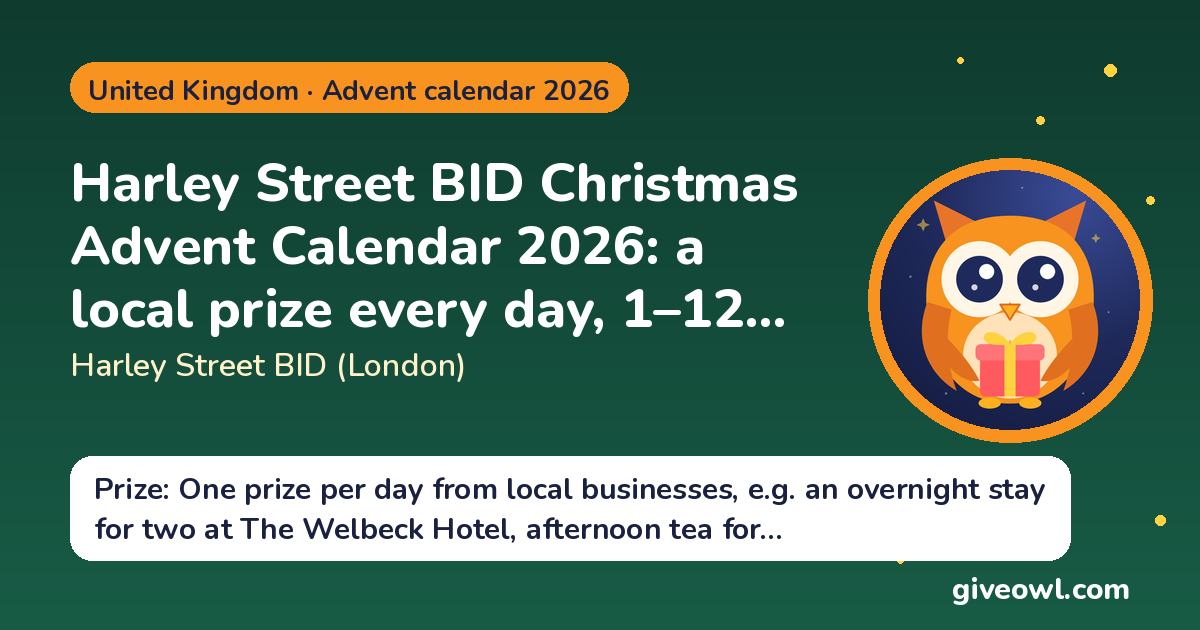 United Kingdom · Advent calendar 2026
Harley Street BID Christmas
Advent Calendar 2026: a
local prize every day, 1–12…
Harley Street BID (London)
Prize: One prize per day from local businesses, e.g. an overnight stay
for two at The Welbeck Hotel, afternoon tea for…
giveowl.com